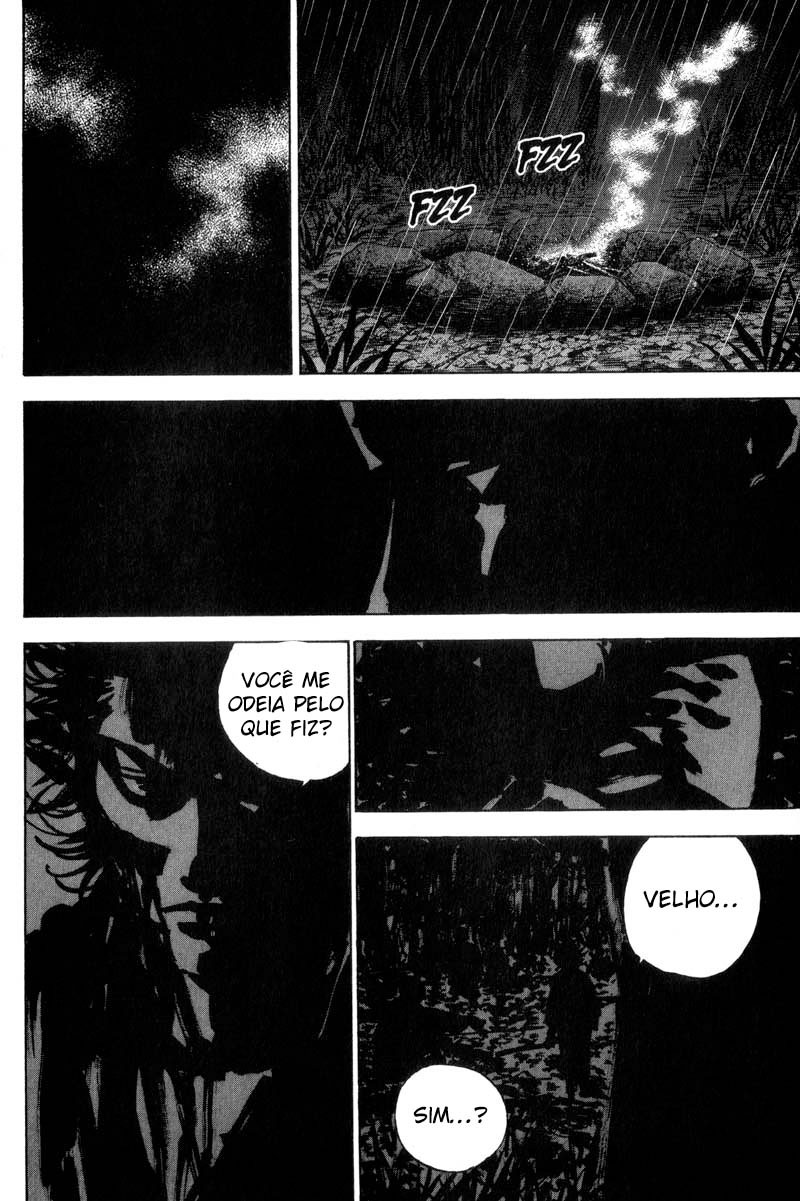 FZZ
FZZ
VELHO...
SIM...?
VOCÊ ME
ODEIA PELO
QUE FIZ?